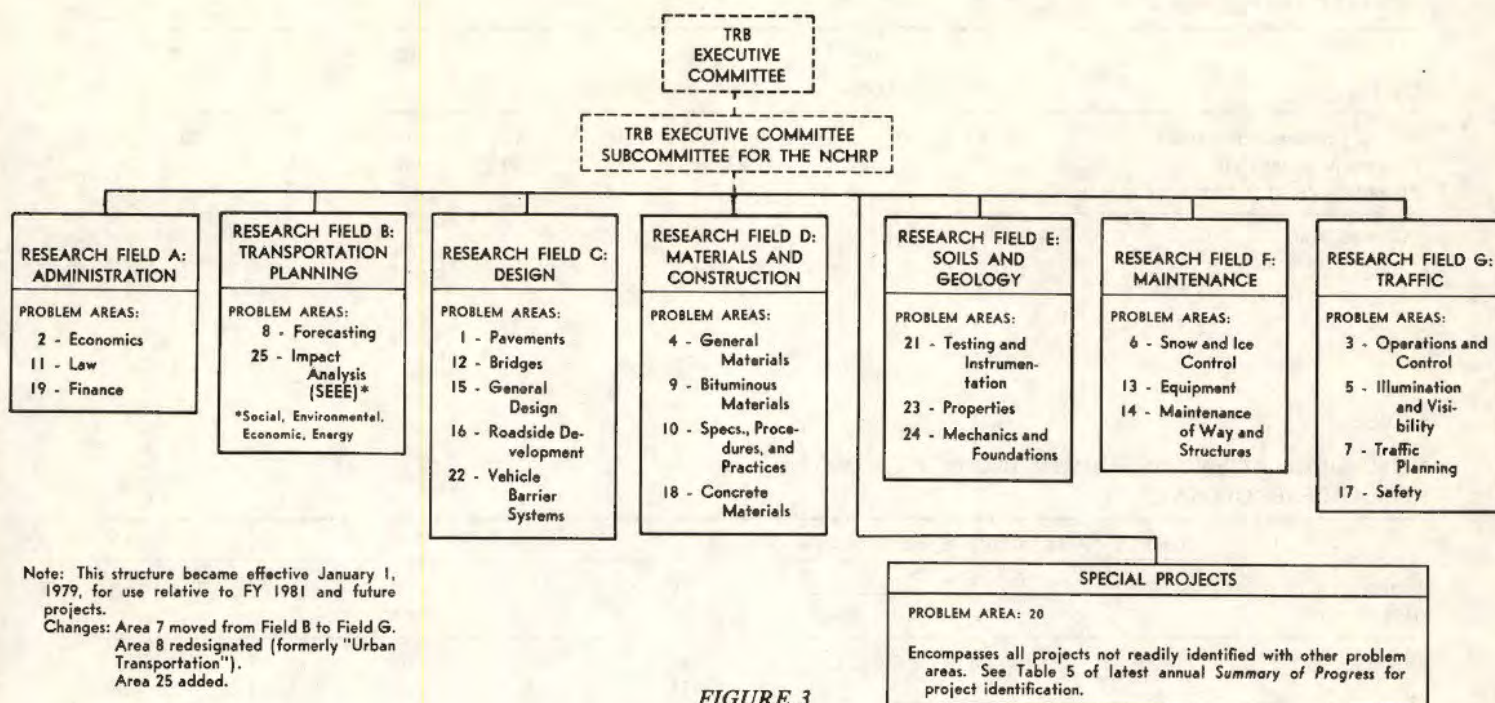 TRB
EXECUTIVE
COMMITTEE
TRB EXECUTIVE COMMITTEE
SUBCOMMITTEE FOR THE NCHRP
RESEARCH FIELD A:
ADMINISTRATION
PROBLEM AREAS:
2 - Economics
11 - Law
19 - Finance
RESEARCH FIELD B:
TRANSPORTATION
PLANNING
PROBLEM AREAS:
8 - Forecasting
25 - Impact
Analysis
(SEEE)*
*Social, Environmental,
Economic, Energy
RESEARCH FIELD C:
DESIGN
PROBLEM AREAS:
1 - Pavements
12 - Bridges
15 - General
Design
16 - Roadside De-
velopment
22 - Vehicle
Barrier
Systems
RESEARCH FIELD D:
MATERIALS AND
CONSTRUCTION
PROBLEM AREAS:
4 - General
Materials
9 - Bituminous
Materials
10 - Specs., Proce-
dures, and
Practices
18 - Concrete
Materials
RESEARCH FIELD E:
SOILS AND
GEOLOGY
PROBLEM AREAS:
21 - Testing and
Instrumen-
tation
23 - Properties
24 - Mechanics and
Foundations
RESEARCH FIELD F:
MAINTENANCE
PROBLEM AREAS:
6 - Snow and Ice
Control
13 - Equipment
14 - Maintenance
of Way and
Structures
RESEARCH FIELD G:
TRAFFIC
PROBLEM AREAS:
3 - Operations and
Control
5 - Illumination
and Visi-
bility
7 - Traffic
Planning
17 - Safety
Note: This structure became effective January 1,
1979, for use relative to FY 1981 and future
projects.
Changes: Area 7 moved from Field B to Field G.
Area 8 redesignated (formerly "Urban
Transportation").
Area 25 added.
SPECIAL PROJECTS
PROBLEM AREA: 20
Encompasses all projects not readily identified with other problem
areas. See Table 5 of latest annual Summary of Progress for
project identification.
FIGURE 3